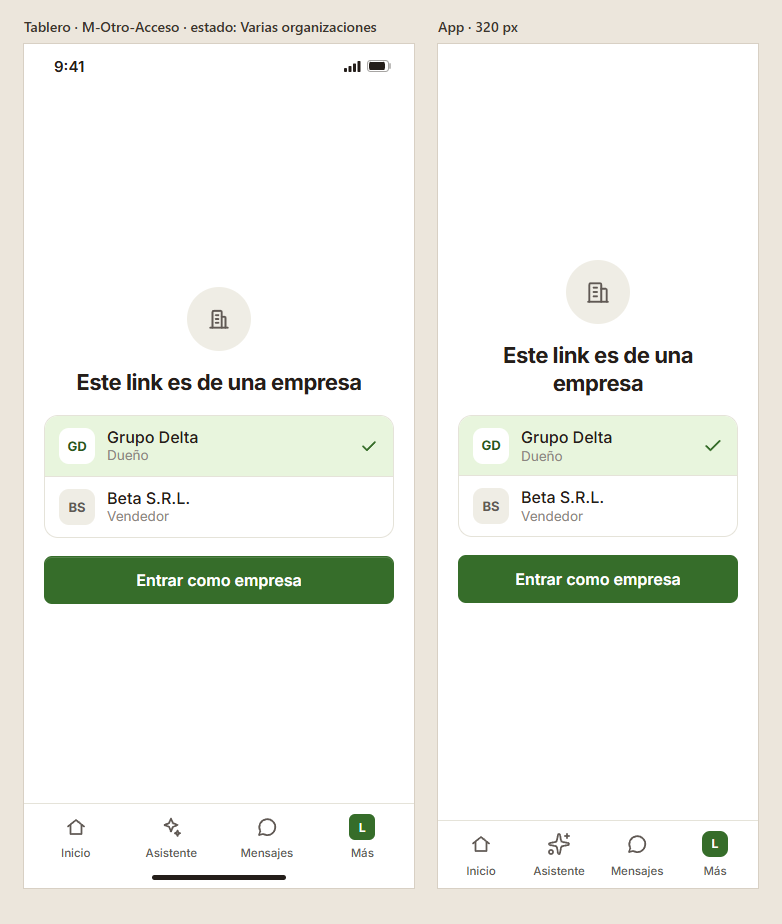 Tablero · M-Otro-Acceso · estado: Varias organizaciones
9:41
Este link es de una empresa
GD
Grupo Delta
Dueño
BS
Beta S.R.L.
Vendedor
Entrar como empresa
Inicio
Asistente
Mensajes
L
Más
App · 320 px
Este link es de una
empresa
GD
Grupo Delta
Dueño
BS
Beta S.R.L.
Vendedor
Entrar como empresa
Inicio
Asistente
Mensajes
L
Más